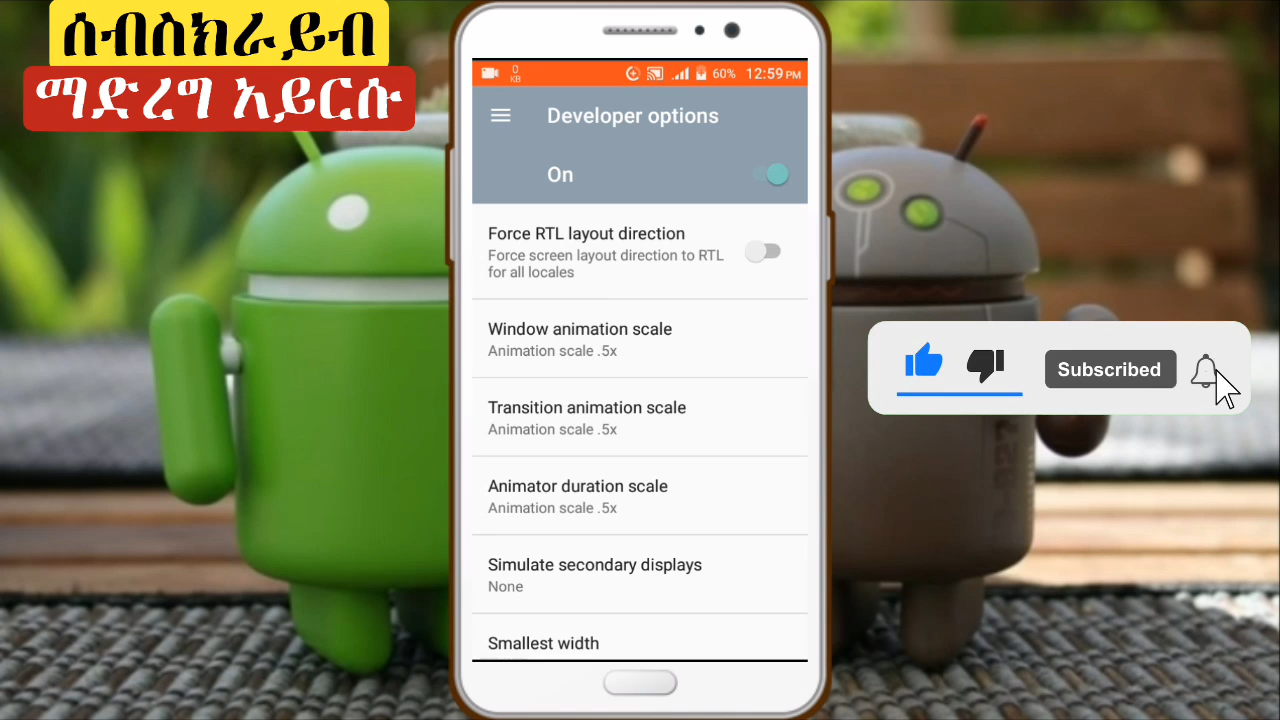 ሰብስክራይብ
ማድረግ አይርሱ
0
KB
60% 12:59 PM
Developer options
On
Force RTL layout direction
Force screen layout direction to RTL
for all locales
Window animation scale
Animation scale .5x
Transition animation scale
Animation scale .5x
Animator duration scale
Animation scale .5x
Simulate secondary displays
None
Smallest width
Subscribed